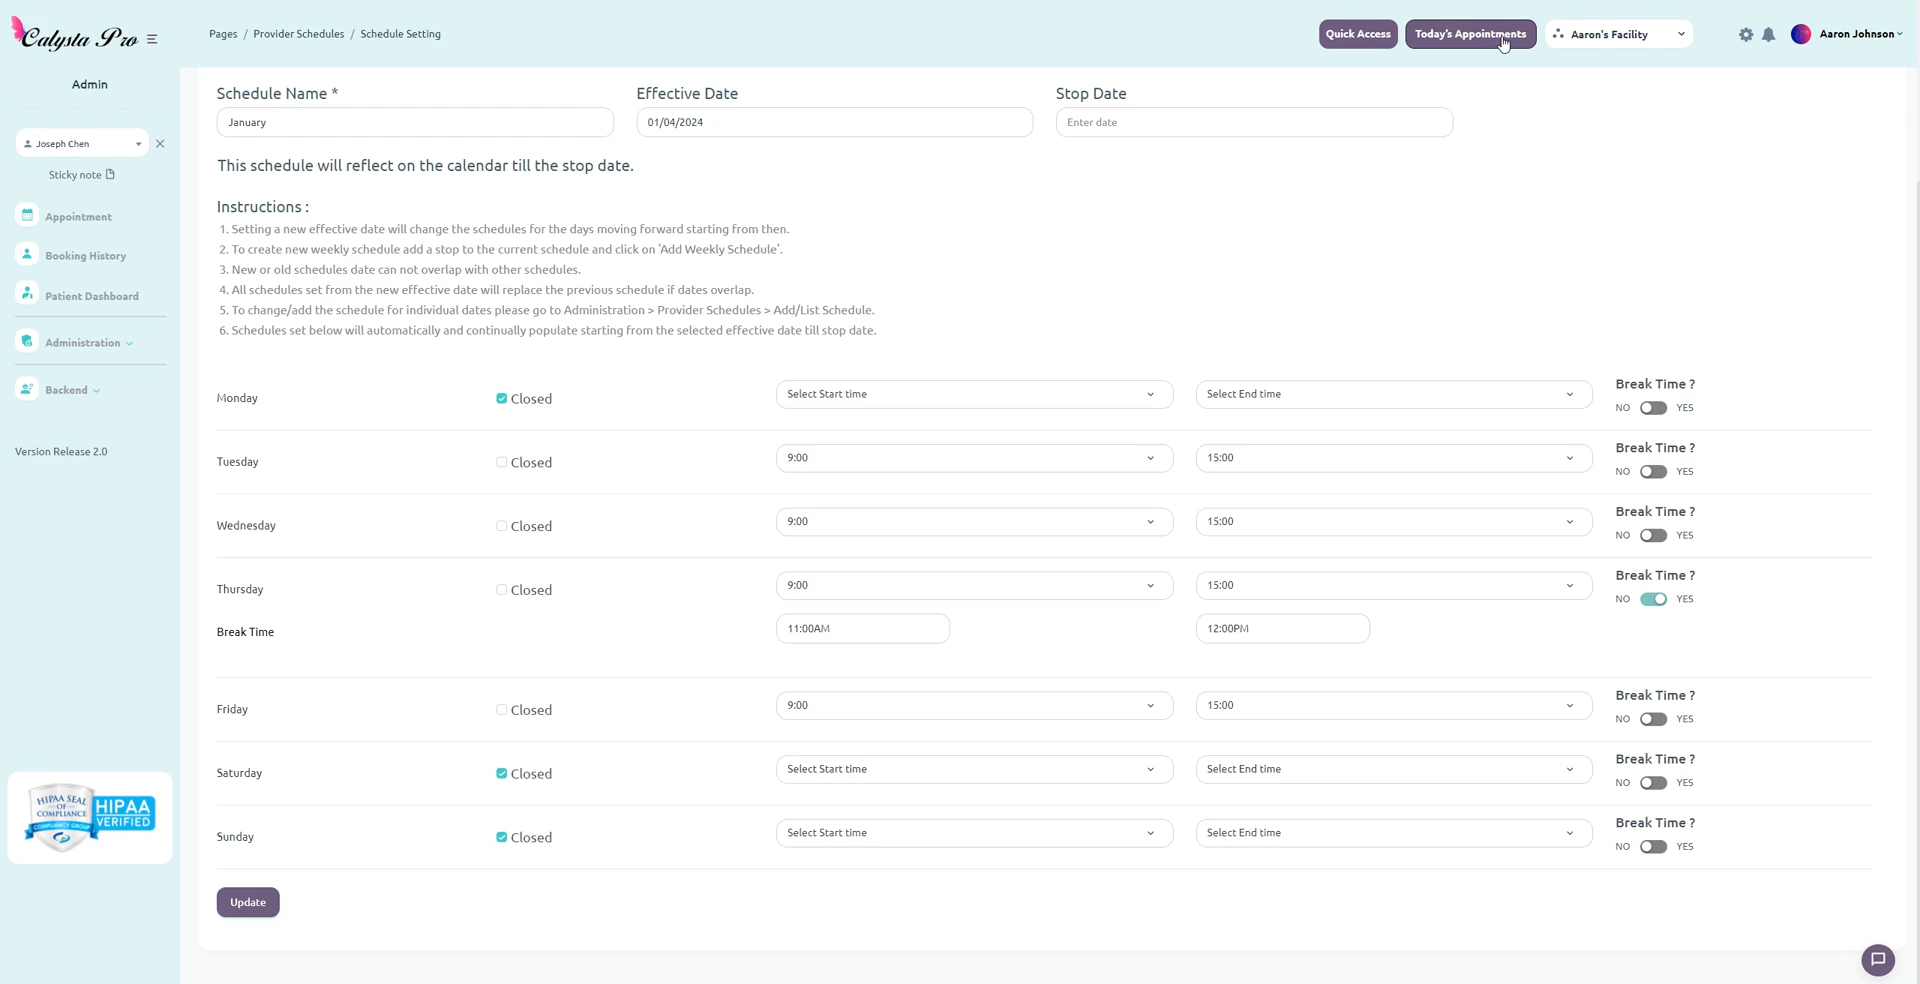 Calysta Pro
Pages / Provider Schedules / Schedule Setting
Quick Access
Today's Appointments
Aaron's Facility
Aaron Johnson
Admin
Joseph Chen
Sticky note
Appointment
Booking History
Patient Dashboard
Administration
Backend
Version Release 2.0
HIPAA SEAL
OF
COMPLIANCE
COMPLIANCY GROUP
HIPAA
VERIFIED
Schedule Name *
January
Effective Date
01/04/2024
Stop Date
Enter date
This schedule will reflect on the calendar till the stop date.
Instructions :
1. Setting a new effective date will change the schedules for the days moving forward starting from then.
2. To create new weekly schedule add a stop to the current schedule and click on 'Add Weekly Schedule'.
3. New or old schedules date can not overlap with other schedules.
4. All schedules set from the new effective date will replace the previous schedule if dates overlap.
5. To change/add the schedule for individual dates please go to Administration > Provider Schedules > Add/List Schedule.
6. Schedules set below will automatically and continually populate starting from the selected effective date till stop date.
Monday Closed Select Start time Select End time Break Time ?
NO YES
Tuesday Closed 9:00 15:00 Break Time ?
NO YES
Wednesday Closed 9:00 15:00 Break Time ?
NO YES
Thursday Closed 9:00 15:00 Break Time ?
NO YES
Break Time 11:00AM 12:00PM
Friday Closed 9:00 15:00 Break Time ?
NO YES
Saturday Closed Select Start time Select End time Break Time ?
NO YES
Sunday Closed Select Start time Select End time Break Time ?
NO YES
Update